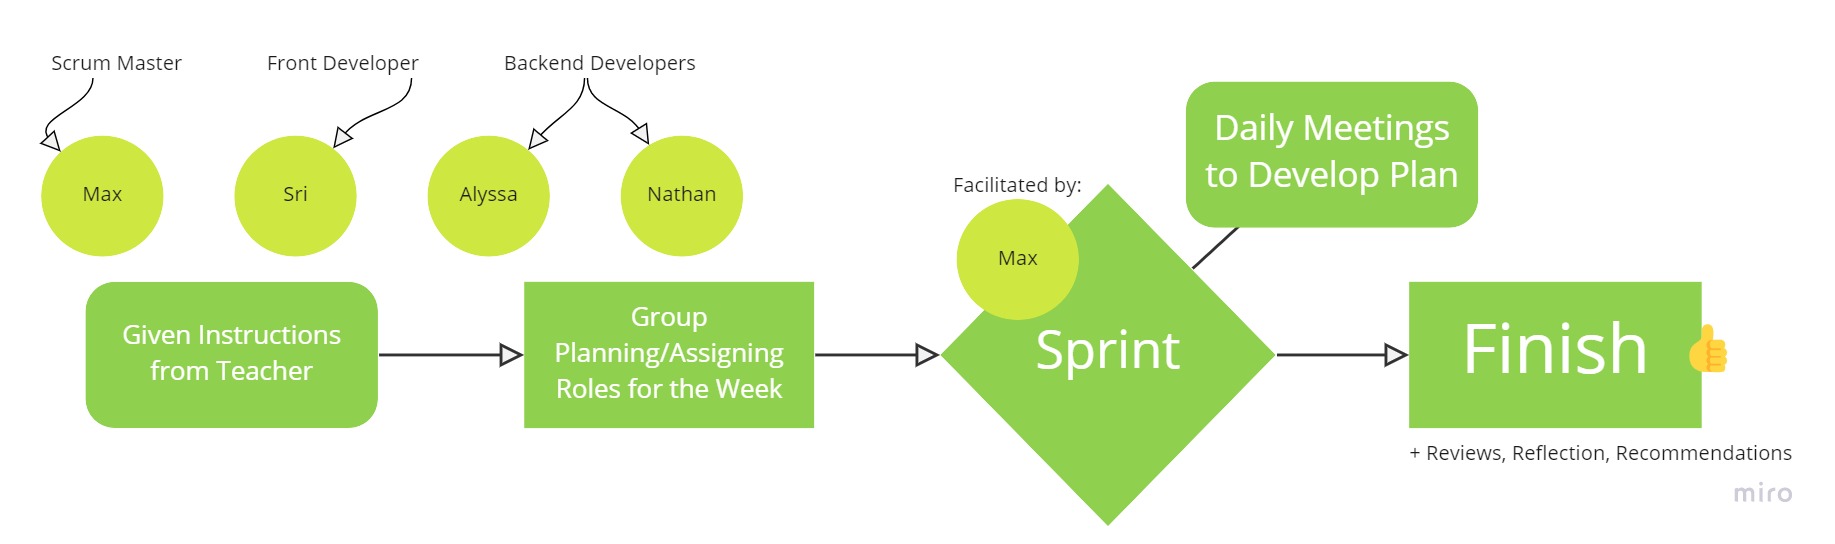 Scrum Master
Front Developer
Backend Developers
Max
Sri
Alyssa
Nathan
Given Instructions
from Teacher
Group
Planning/Assigning
Roles for the Week
Facilitated by:
Max
Sprint
Daily Meetings
to Develop Plan
Finish
+ Reviews, Reflection, Recommendations
miro